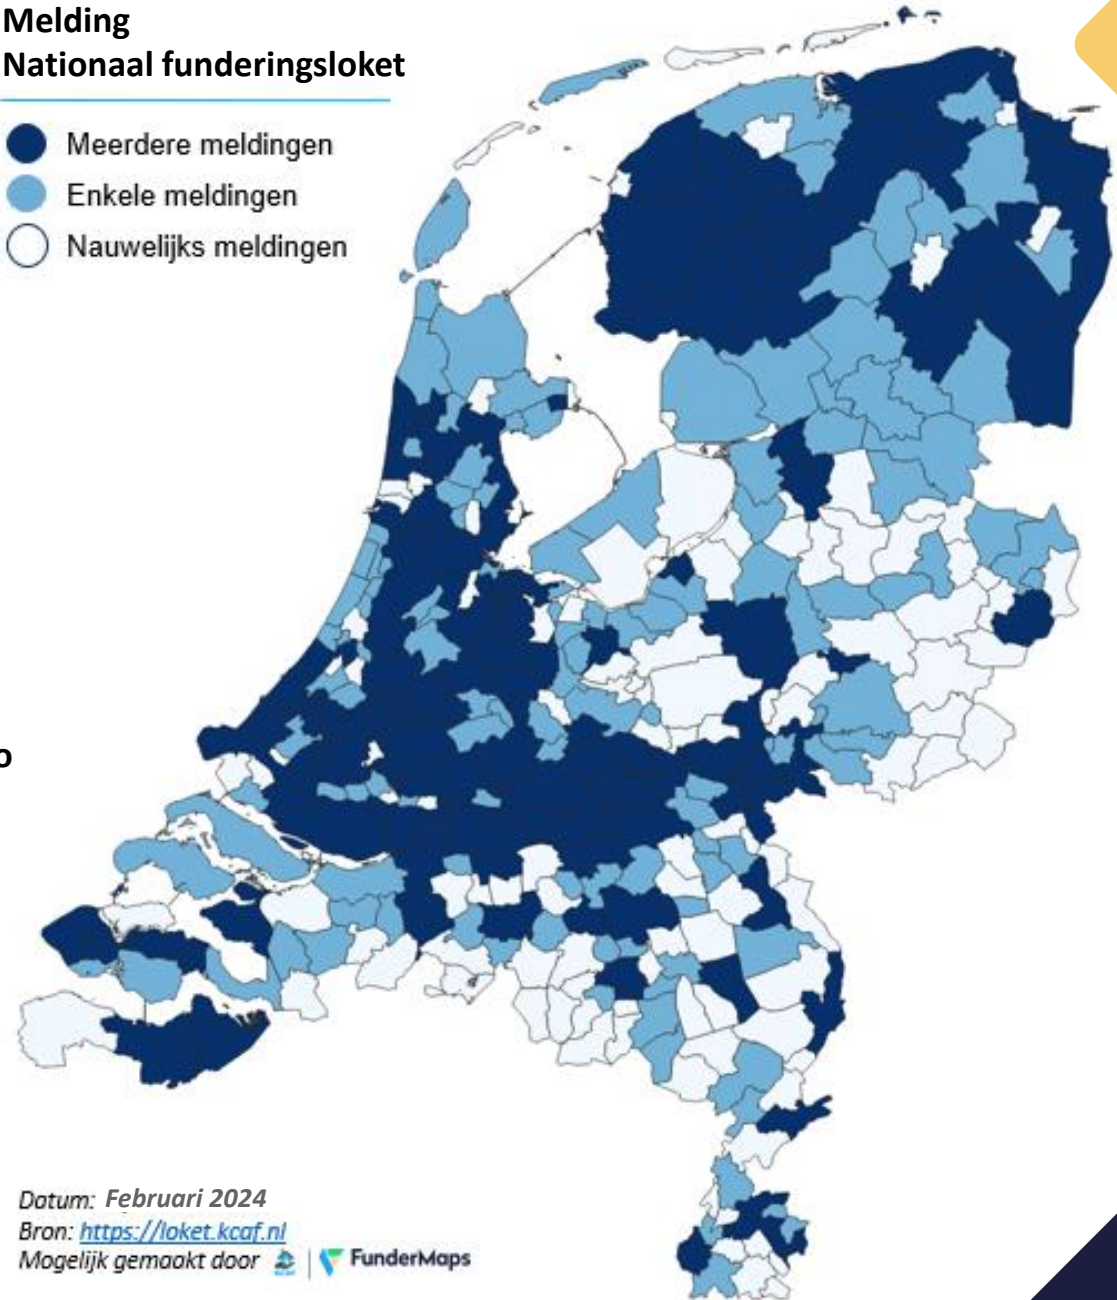 Melding
Nationaal funderingsloket
Meerdere meldingen
Enkele meldingen
Nauwelijks meldingen
o
Datum: Februari 2024
Bron: https://loket.kcaf.nl
Mogelijk gemaakt door | FunderMaps